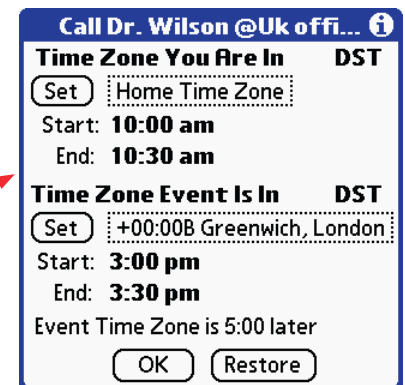 Call Dr. Wilson @Uk offi... i
Time Zone You Are In DST
Set Home Time Zone
Start: 10:00 am
End: 10:30 am
Time Zone Event Is In DST
Set +00:00B Greenwich, London
Start: 3:00 pm
End: 3:30 pm
Event Time Zone is 5:00 later
OK Restore